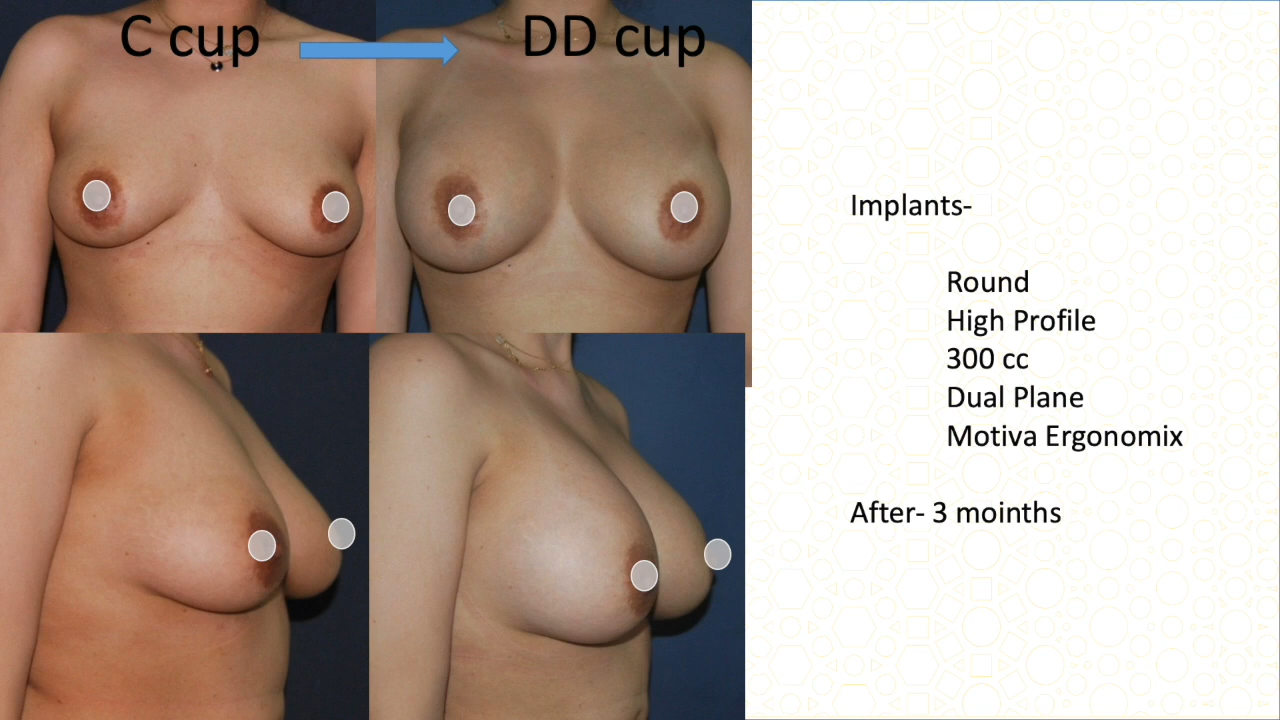 C cup
DD cup
Implants-
Round
High Profile
300 cc
Dual Plane
Motiva Ergonomix
After- 3 moinths